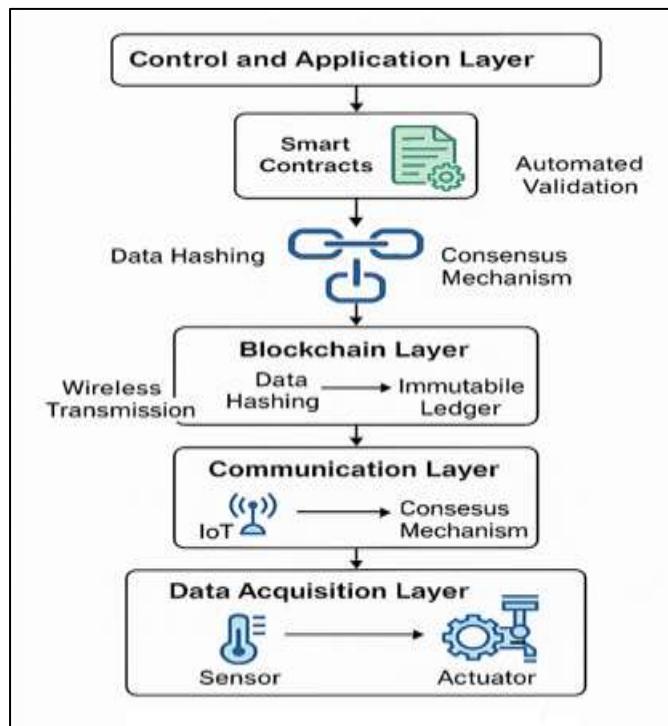 Control and Application Layer
Smart
Contracts
Automated
Validation
Data Hashing
Consensus
Mechanism
Blockchain Layer
Wireless
Transmission
Data
Hashing
Immutabile
Ledger
Communication Layer
IoT
Consesus
Mechanism
Data Acquisition Layer
Sensor
Actuator